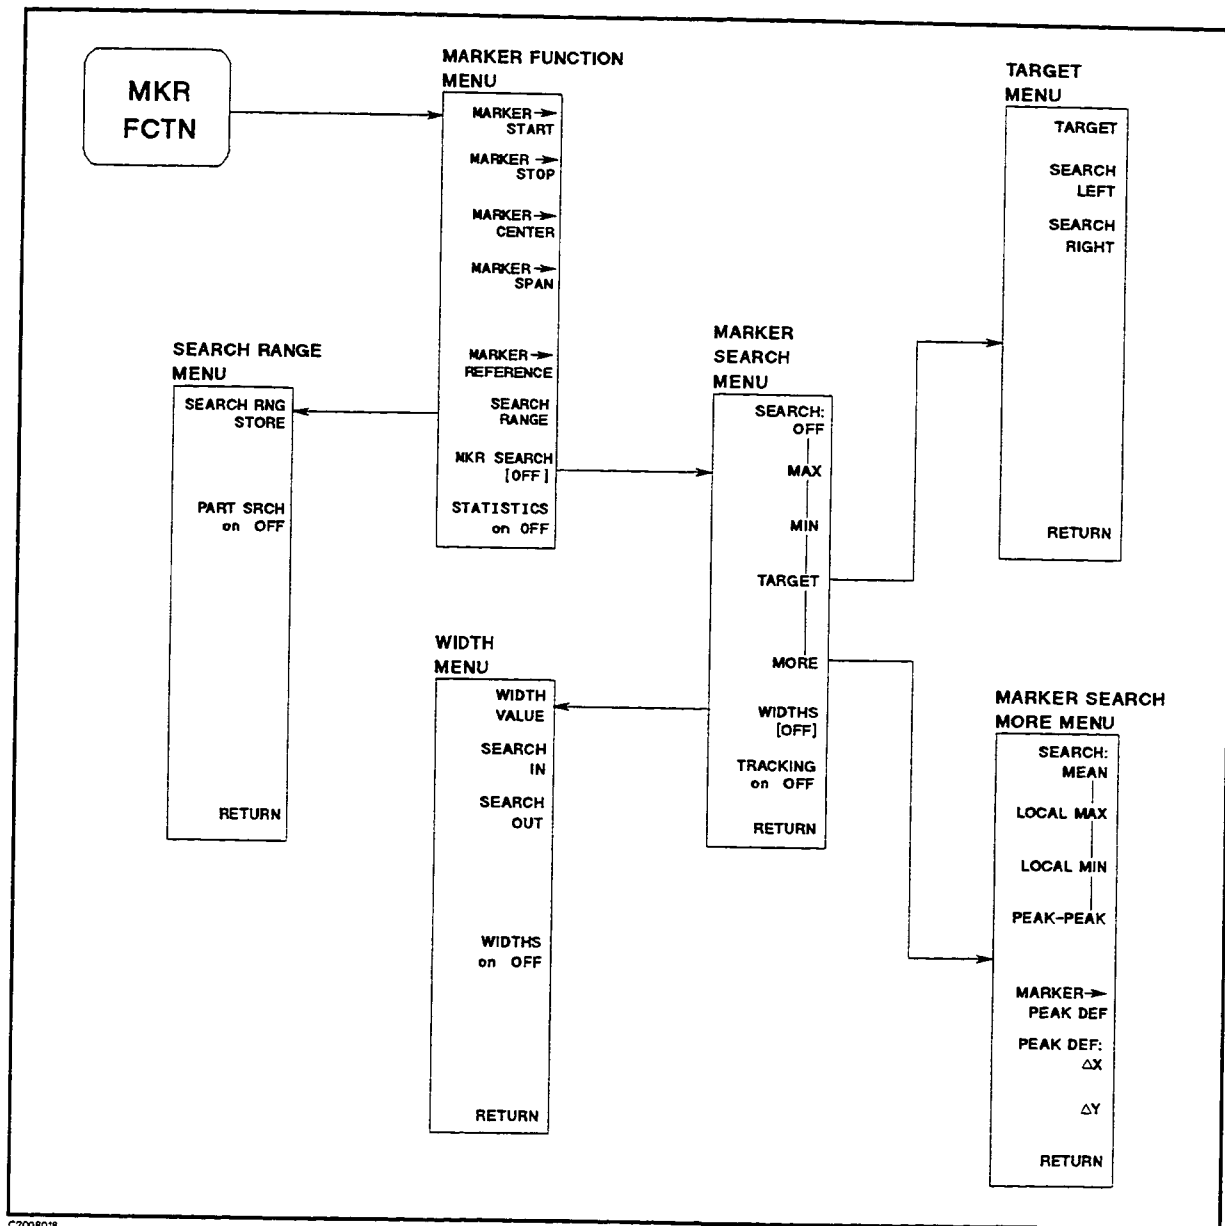 MKR
FCTN
MARKER FUNCTION
MENU
MARKER→
START
MARKER→
STOP
MARKER→
CENTER
MARKER→
SPAN
MARKER→
REFERENCE
SEARCH
RANGE
MKR SEARCH
[OFF]
STATISTICS
on OFF
SEARCH RANGE
MENU
SEARCH RNG
STORE
PART SRCH
on OFF
RETURN
MARKER
SEARCH
MENU
SEARCH:
OFF
MAX
MIN
TARGET
MORE
WIDTHS
[OFF]
TRACKING
on OFF
RETURN
TARGET
MENU
TARGET
SEARCH
LEFT
SEARCH
RIGHT
RETURN
WIDTH
MENU
WIDTH
VALUE
SEARCH
IN
SEARCH
OUT
WIDTHS
on OFF
RETURN
MARKER SEARCH
MORE MENU
SEARCH:
MEAN
LOCAL MAX
LOCAL MIN
PEAK-PEAK
MARKER→
PEAK DEF
PEAK DEF:
△X
△Y
RETURN